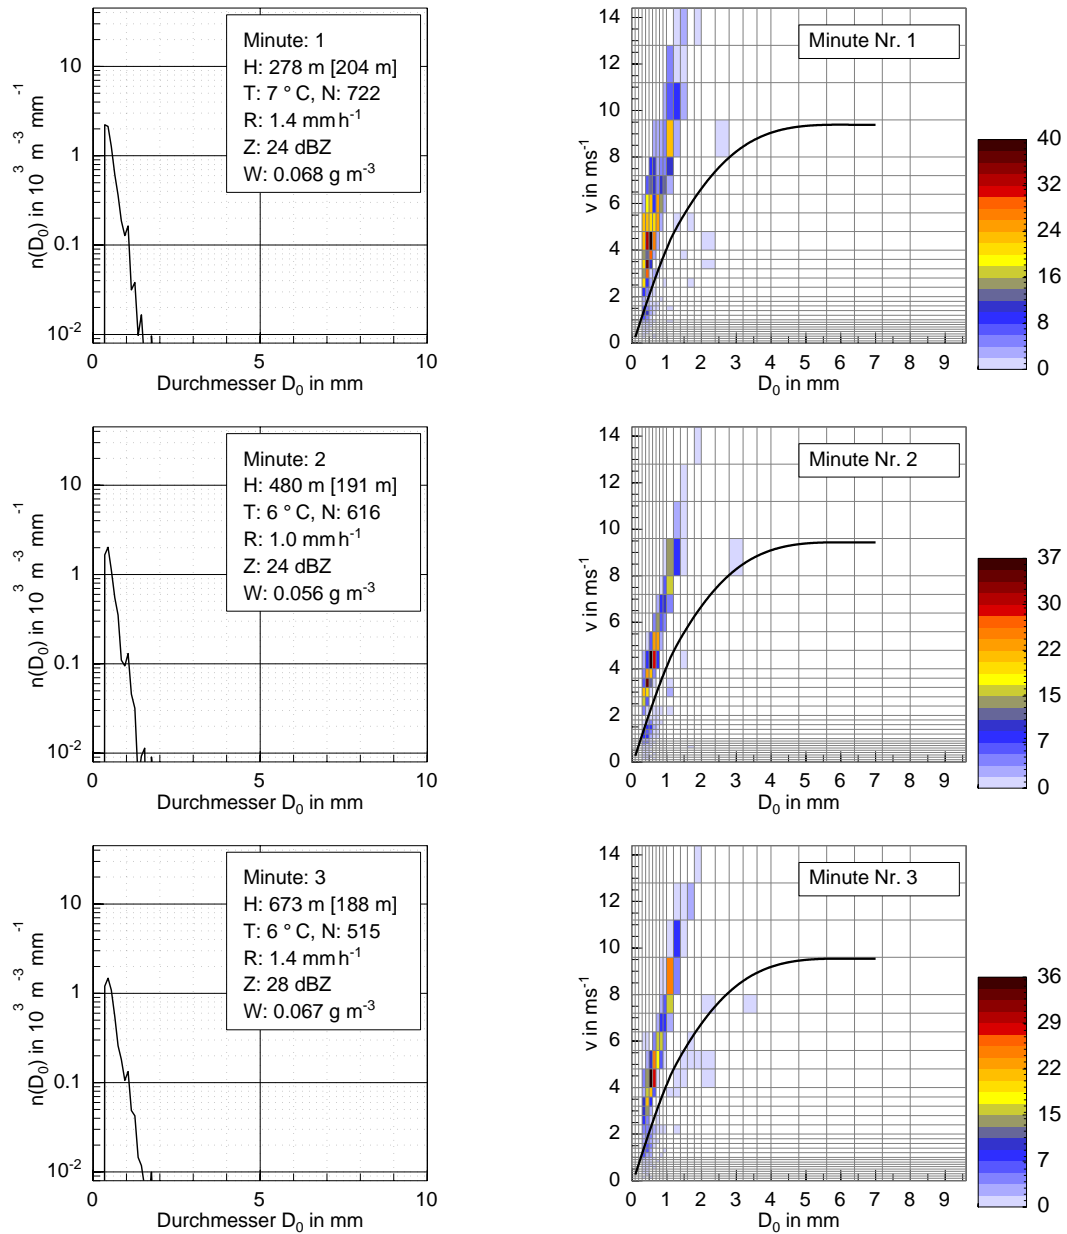 n(D0) in 10^3 m^-3 mm^-1
10
1
0.1
10^-2
0 5 10
Durchmesser D0 in mm
Minute: 1
H: 278 m [204 m]
T: 7 ° C, N: 722
R: 1.4 mm h^-1
Z: 24 dBZ
W: 0.068 g m^-3
v in ms^-1
14
12
10
8
6
4
2
0
0 1 2 3 4 5 6 7 8 9
D0 in mm
Minute Nr. 1
40
32
24
16
8
0
n(D0) in 10^3 m^-3 mm^-1
10
1
0.1
10^-2
0 5 10
Durchmesser D0 in mm
Minute: 2
H: 480 m [191 m]
T: 6 ° C, N: 616
R: 1.0 mm h^-1
Z: 24 dBZ
W: 0.056 g m^-3
v in ms^-1
14
12
10
8
6
4
2
0
0 1 2 3 4 5 6 7 8 9
D0 in mm
Minute Nr. 2
37
30
22
15
7
0
n(D0) in 10^3 m^-3 mm^-1
10
1
0.1
10^-2
0 5 10
Durchmesser D0 in mm
Minute: 3
H: 673 m [188 m]
T: 6 ° C, N: 515
R: 1.4 mm h^-1
Z: 28 dBZ
W: 0.067 g m^-3
v in ms^-1
14
12
10
8
6
4
2
0
0 1 2 3 4 5 6 7 8 9
D0 in mm
Minute Nr. 3
36
29
22
15
7
0